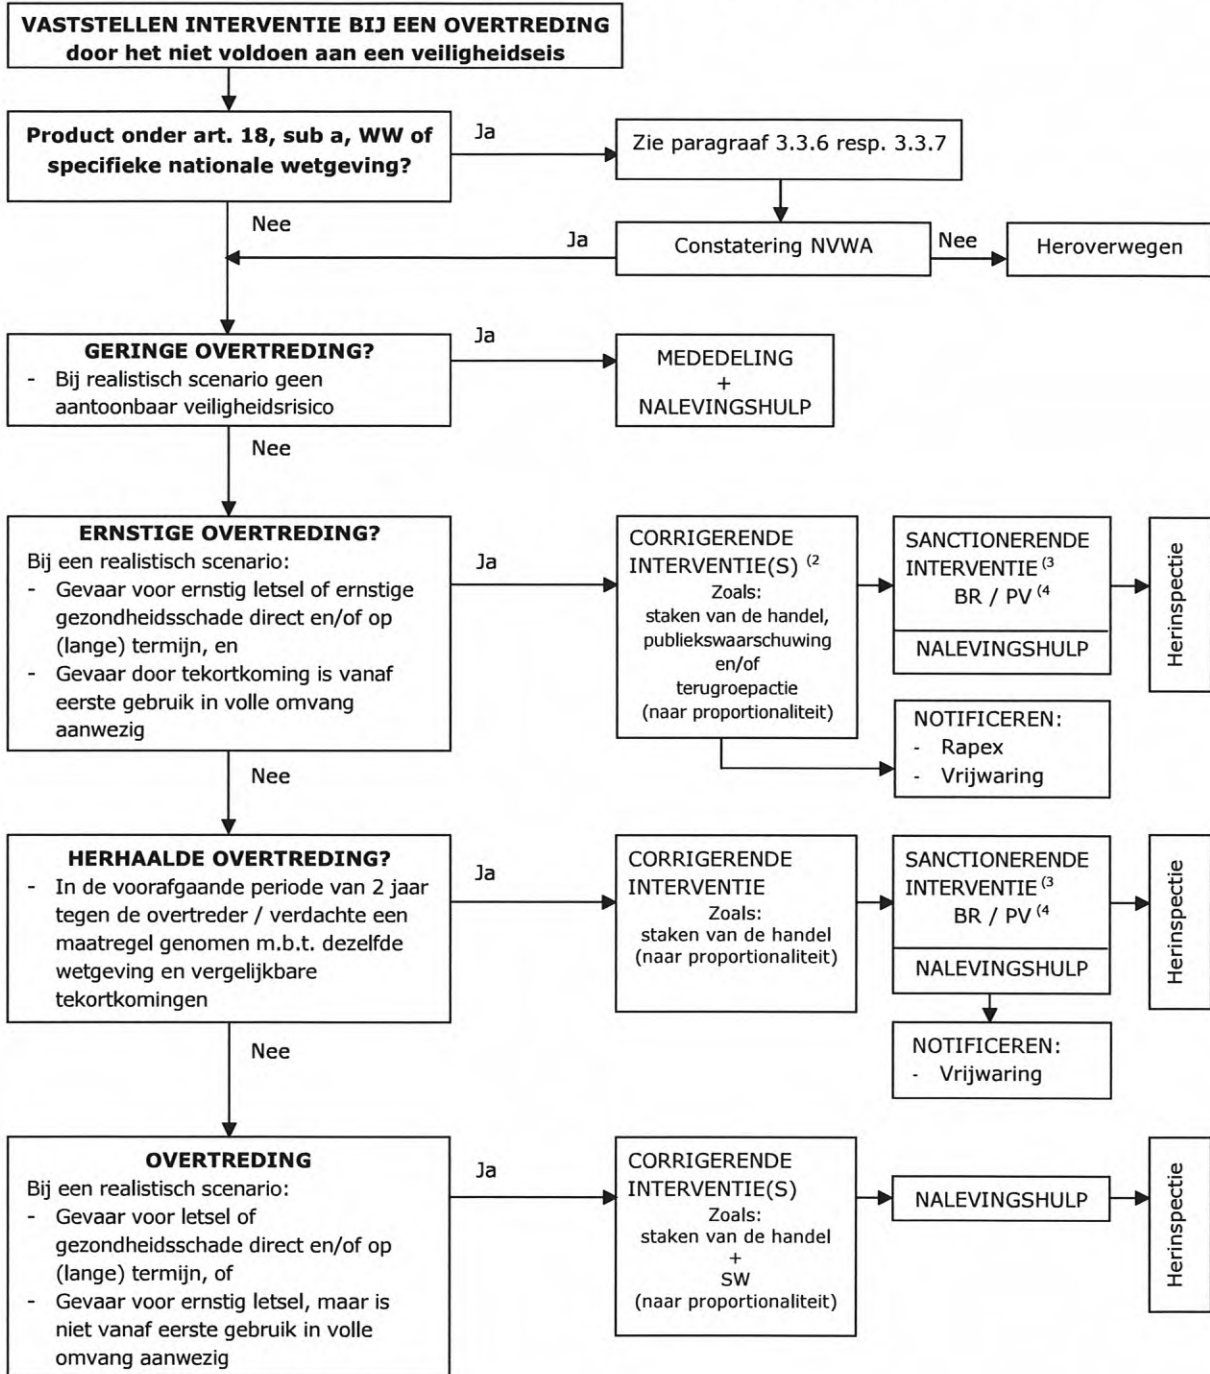 VASTSTELLEN INTERVENTIE BIJ EEN OVERTREDING
door het niet voldoen aan een veiligheidseis
Product onder art. 18, sub a, WW of
specifieke nationale wetgeving?
Ja
Zie paragraaf 3.3.6 resp. 3.3.7
Nee
Ja
Constatering NVWA
Nee
Heroverwegen
GERINGE OVERTREDING?
- Bij realistisch scenario geen
aantoonbaar veiligheidsrisico
Ja
MEDEDELING
+
NALEVINGSHULP
Nee
ERNSTIGE OVERTREDING?
Bij een realistisch scenario:
- Gevaar voor ernstig letsel of ernstige
gezondheidsschade direct en/of op
(lange) termijn, en
- Gevaar door tekortkoming is vanaf
eerste gebruik in volle omvang
aanwezig
Ja
CORRIGERENDE
INTERVENTIE(S) (2
Zoals:
staken van de handel,
publiekswaarschuwing
en/of
terugroepactie
(naar proportionaliteit)
SANCTIONERENDE
INTERVENTIE (3
BR / PV (4
NALEVINGSHULP
Herinspectie
NOTIFICEREN:
- Rapex
- Vrijwaring
Nee
HERHAALDE OVERTREDING?
- In de voorafgaande periode van 2 jaar
tegen de overtreder / verdachte een
maatregel genomen m.b.t. dezelfde
wetgeving en vergelijkbare
tekortkomingen
Ja
CORRIGERENDE
INTERVENTIE
Zoals:
staken van de handel
(naar proportionaliteit)
SANCTIONERENDE
INTERVENTIE (3
BR / PV (4
NALEVINGSHULP
Herinspectie
NOTIFICEREN:
- Vrijwaring
Nee
OVERTREDING
Bij een realistisch scenario:
- Gevaar voor letsel of
gezondheidsschade direct en/of op
(lange) termijn, of
- Gevaar voor ernstig letsel, maar is
niet vanaf eerste gebruik in volle
omvang aanwezig
Ja
CORRIGERENDE
INTERVENTIE(S)
Zoals:
staken van de handel
+
SW
(naar proportionaliteit)
NALEVINGSHULP
Herinspectie